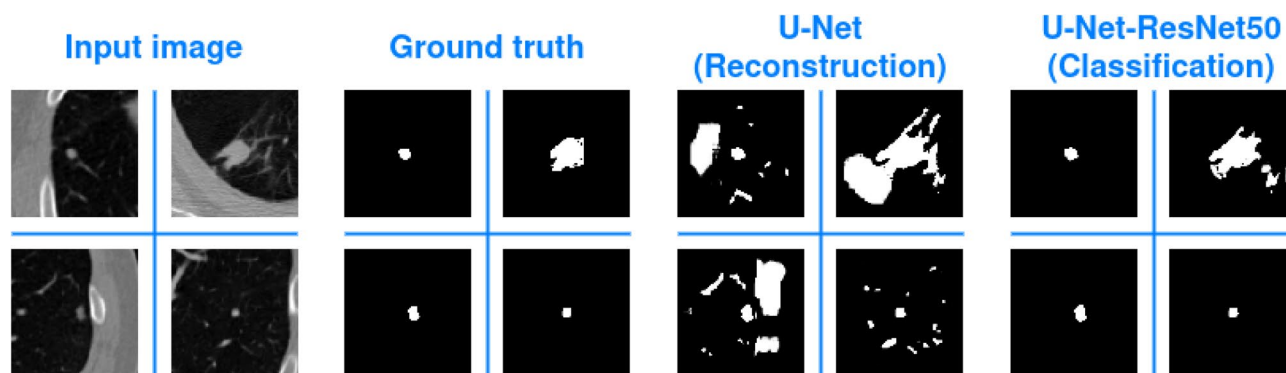 Input image
Ground truth
U-Net
(Reconstruction)
U-Net-ResNet50
(Classification)